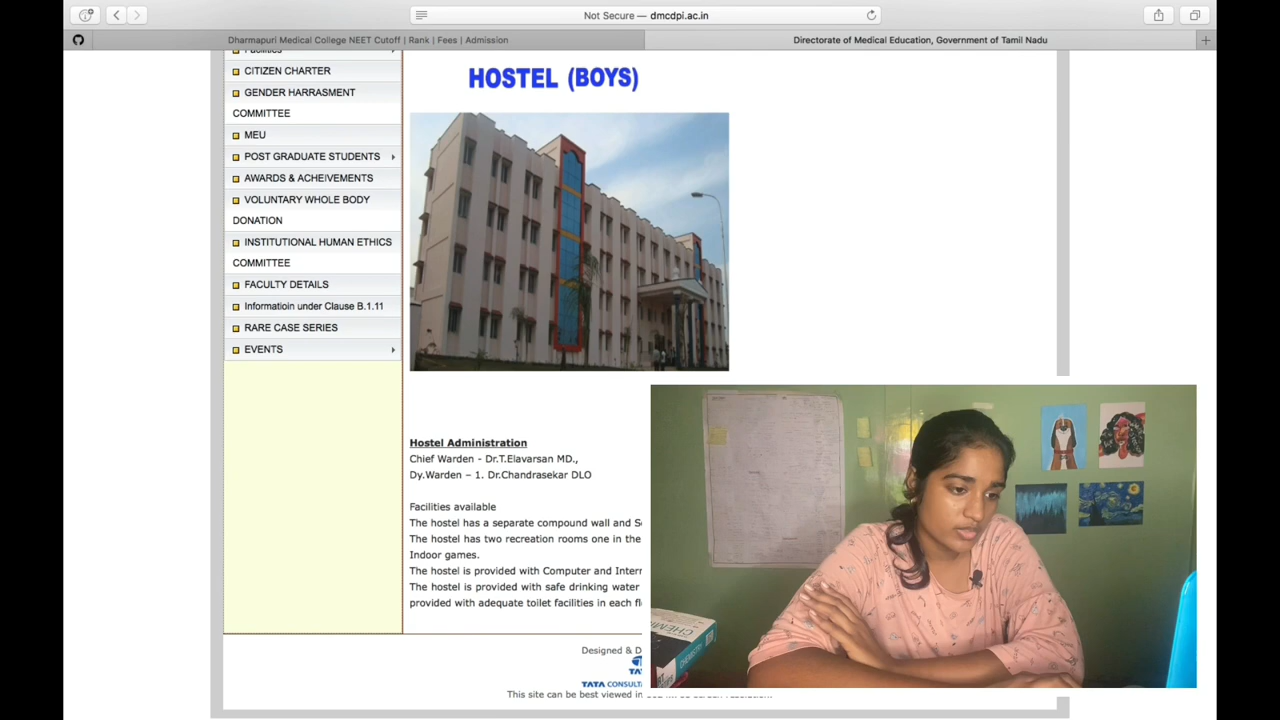 Not Secure — dmcdpi.ac.in
Dharmapuri Medical College NEET Cutoff | Rank | Fees | Admission
Directorate of Medical Education, Government of Tamil Nadu
Facilities
CITIZEN CHARTER
GENDER HARRASMENT
COMMITTEE
MEU
POST GRADUATE STUDENTS
AWARDS & ACHEIVEMENTS
VOLUNTARY WHOLE BODY
DONATION
INSTITUTIONAL HUMAN ETHICS
COMMITTEE
FACULTY DETAILS
Informatioin under Clause B.1.11
RARE CASE SERIES
EVENTS
HOSTEL (BOYS)
Hostel Administration
Chief Warden - Dr.T.Elavarsan MD.,
Dy.Warden – 1. Dr.Chandrasekar DLO
Facilities available
The hostel has a separate compound wall and
The hostel has two recreation rooms one in the
Indoor games.
The hostel is provided with Computer and
The hostel is provided with safe drinking water
provided with adequate toilet facilities in each
Designed & D
TATA CONSUL
This site can be best viewed in
CHEMI
CHEMISTRY